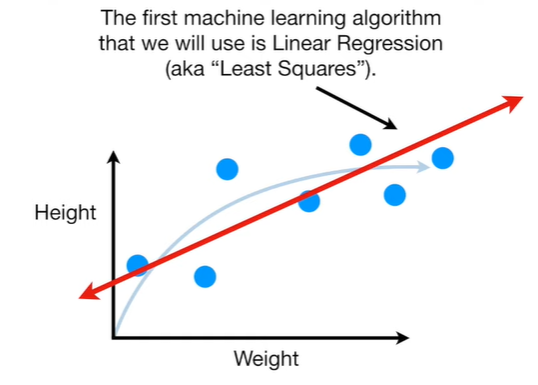 The first machine learning algorithm
that we will use is Linear Regression
(aka “Least Squares”).
Height
Weight